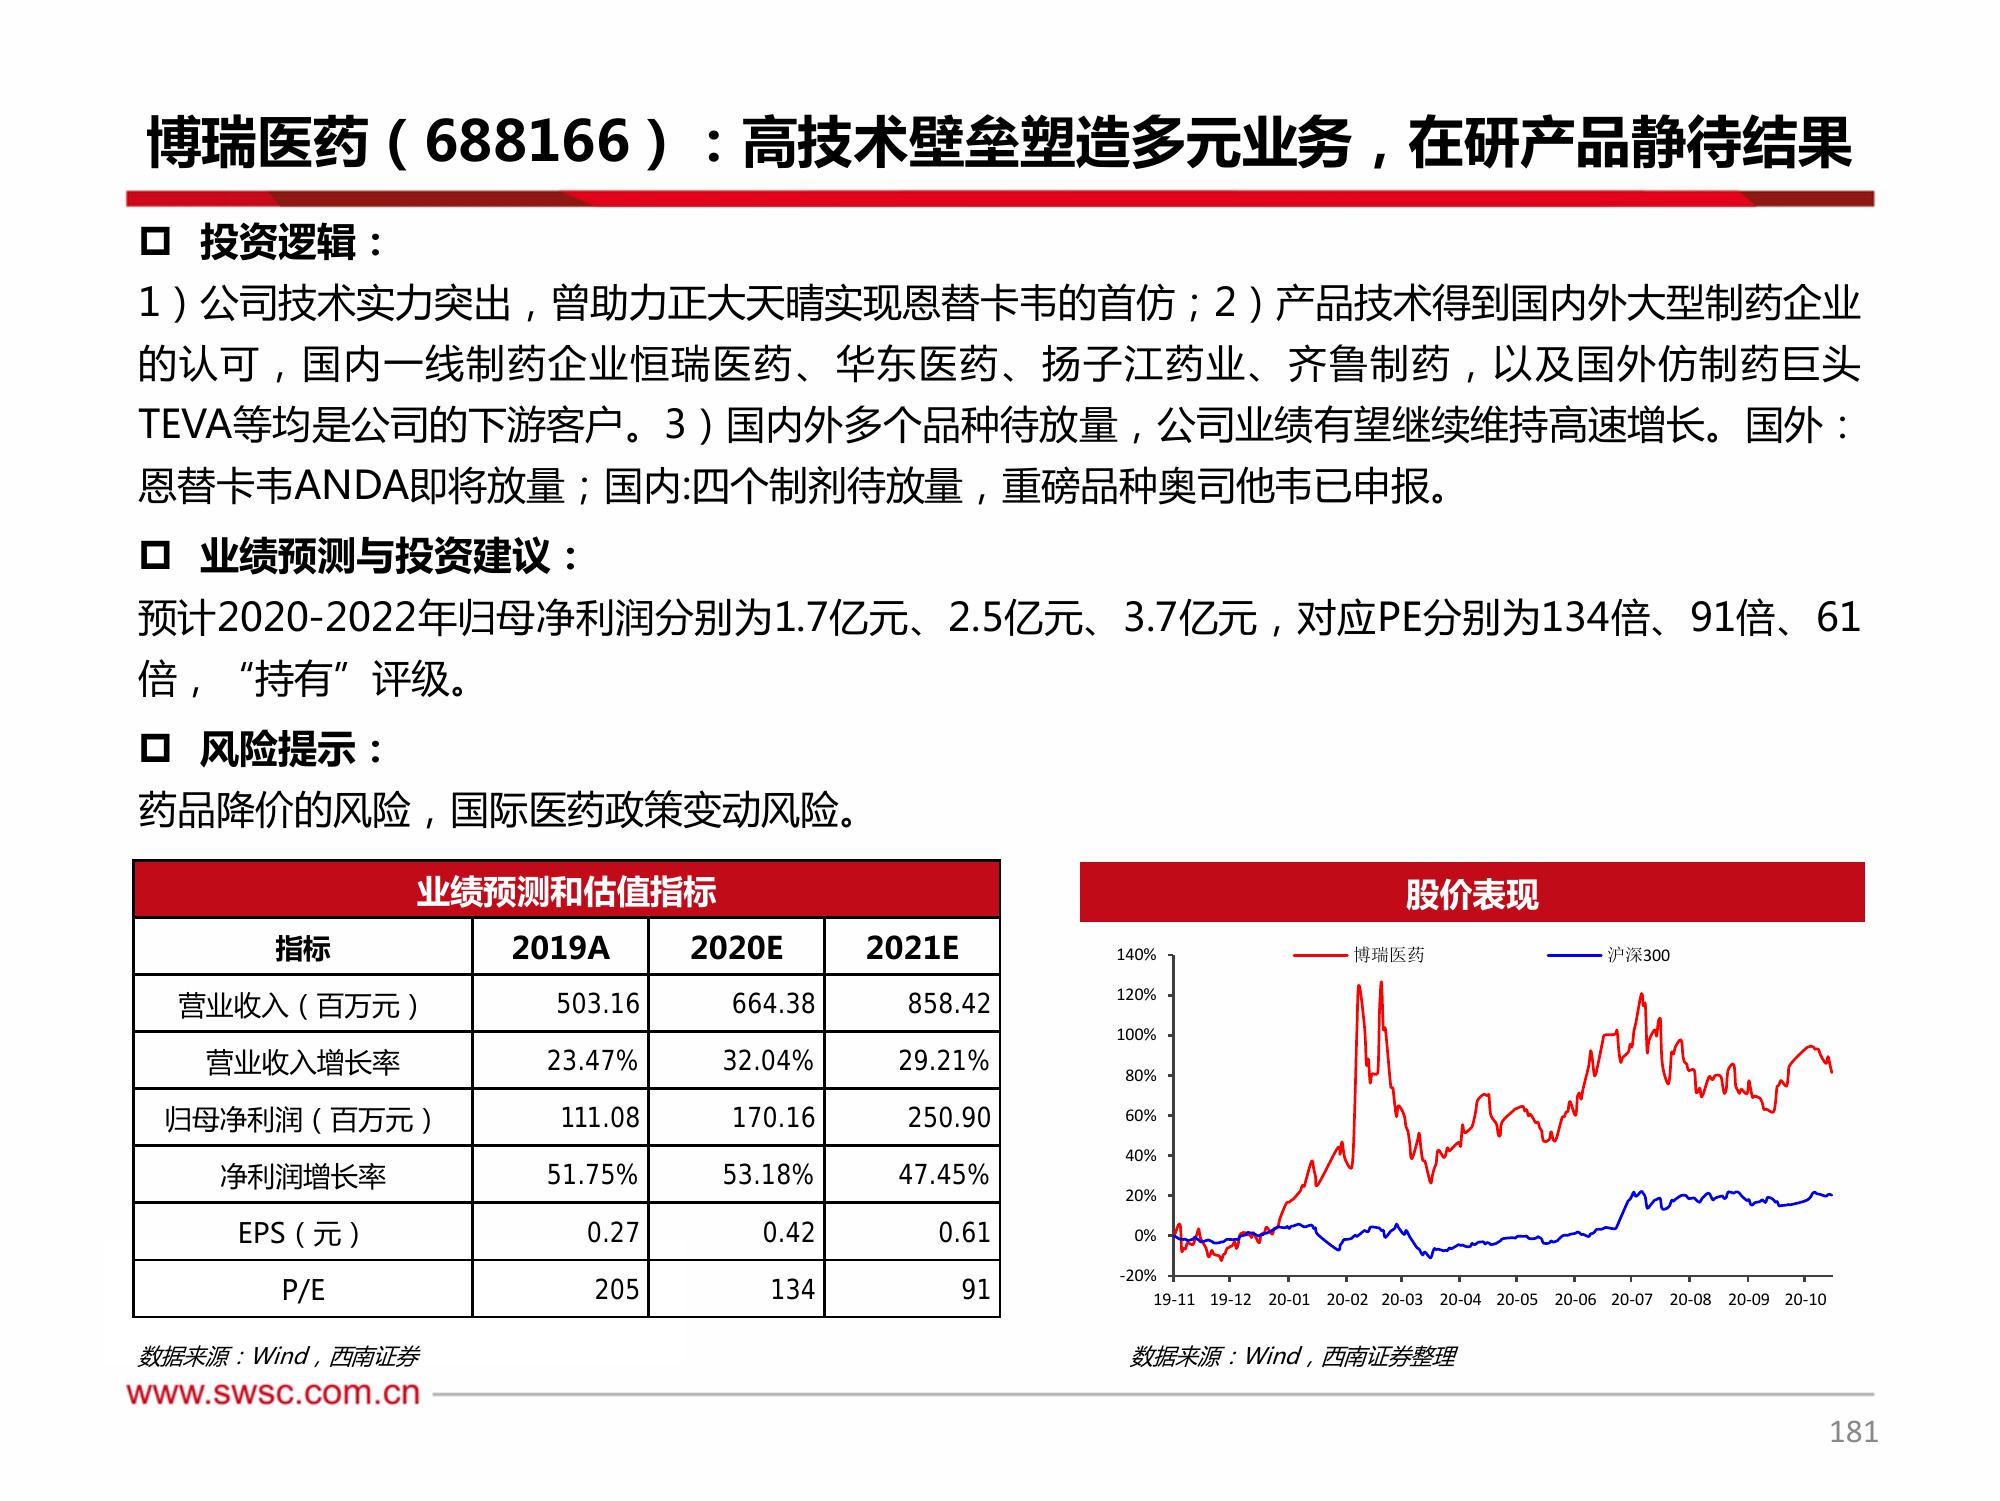 博瑞医药（688166）：高技术壁垒塑造多元业务，在研产品静待结果
投资逻辑：
1）公司技术实力突出，曾助力正大天晴实现恩替卡韦的首仿；2）产品技术得到国内外大型制药企业
的认可，国内一线制药企业恒瑞医药、华东医药、扬子江药业、齐鲁制药，以及国外仿制药巨头
TEVA等均是公司的下游客户。3）国内外多个品种待放量，公司业绩有望继续维持高速增长。国外：
恩替卡韦ANDA即将放量；国内:四个制剂待放量，重磅品种奥司他韦已申报。
业绩预测与投资建议：
预计2020-2022年归母净利润分别为1.7亿元、2.5亿元、3.7亿元，对应PE分别为134倍、91倍、61
倍，“持有”评级。
风险提示：
药品降价的风险，国际医药政策变动风险。
业绩预测和估值指标
指标 2019A 2020E 2021E
营业收入（百万元） 503.16 664.38 858.42
营业收入增长率 23.47% 32.04% 29.21%
归母净利润（百万元） 111.08 170.16 250.90
净利润增长率 51.75% 53.18% 47.45%
EPS（元） 0.27 0.42 0.61
P/E 205 134 91
数据来源：Wind，西南证券
股价表现
博瑞医药 沪深300
140%
120%
100%
80%
60%
40%
20%
0%
-20%
19-11 19-12 20-01 20-02 20-03 20-04 20-05 20-06 20-07 20-08 20-09 20-10
数据来源：Wind，西南证券整理
www.swsc.com.cn
181